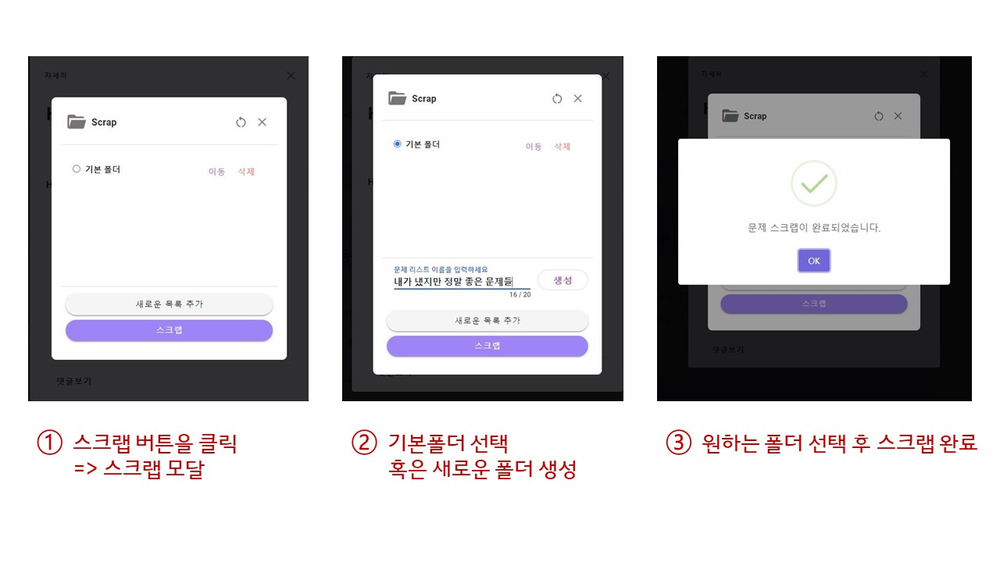 자세히
Scrap
기본 폴더
이동 삭제
새로운 목록 추가
스크랩
댓글보기
① 스크랩 버튼을 클릭
=> 스크랩 모달
Scrap
기본 폴더
이동 삭제
문제 리스트 이름을 입력하세요
내가 냈지만 정말 좋은 문제들
16 / 20
생성
새로운 목록 추가
스크랩
② 기본폴더 선택
혹은 새로운 폴더 생성
자세히
Scrap
문제 스크랩이 완료되었습니다.
OK
스크랩
댓글보기
③ 원하는 폴더 선택 후 스크랩 완료